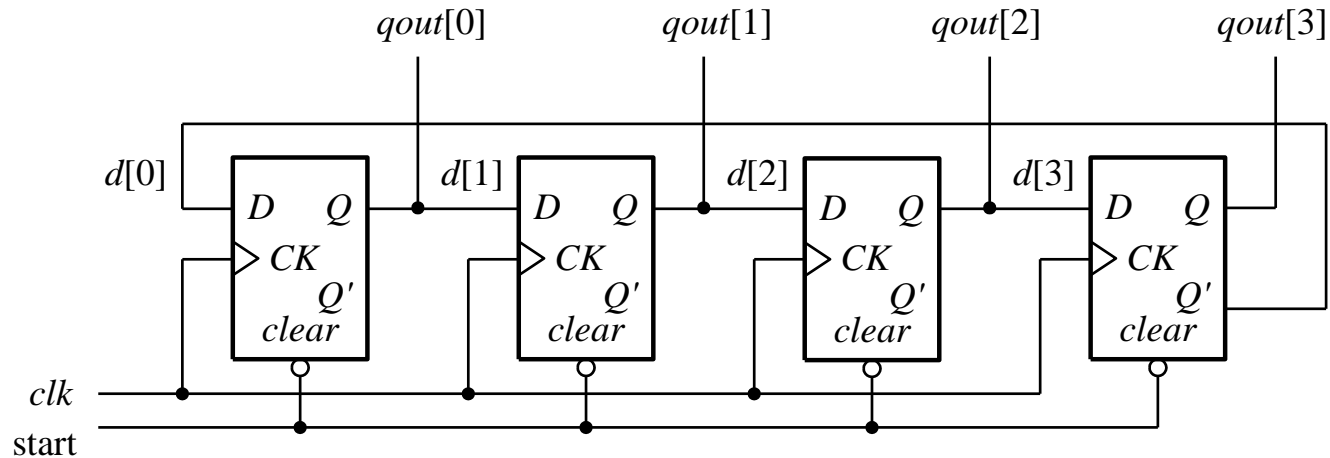 qout[0] qout[1] qout[2] qout[3]
d[0] d[1] d[2] d[3]
D Q D Q D Q D Q
CK CK CK CK
Q' Q' Q' Q'
clear clear clear clear
clk
start